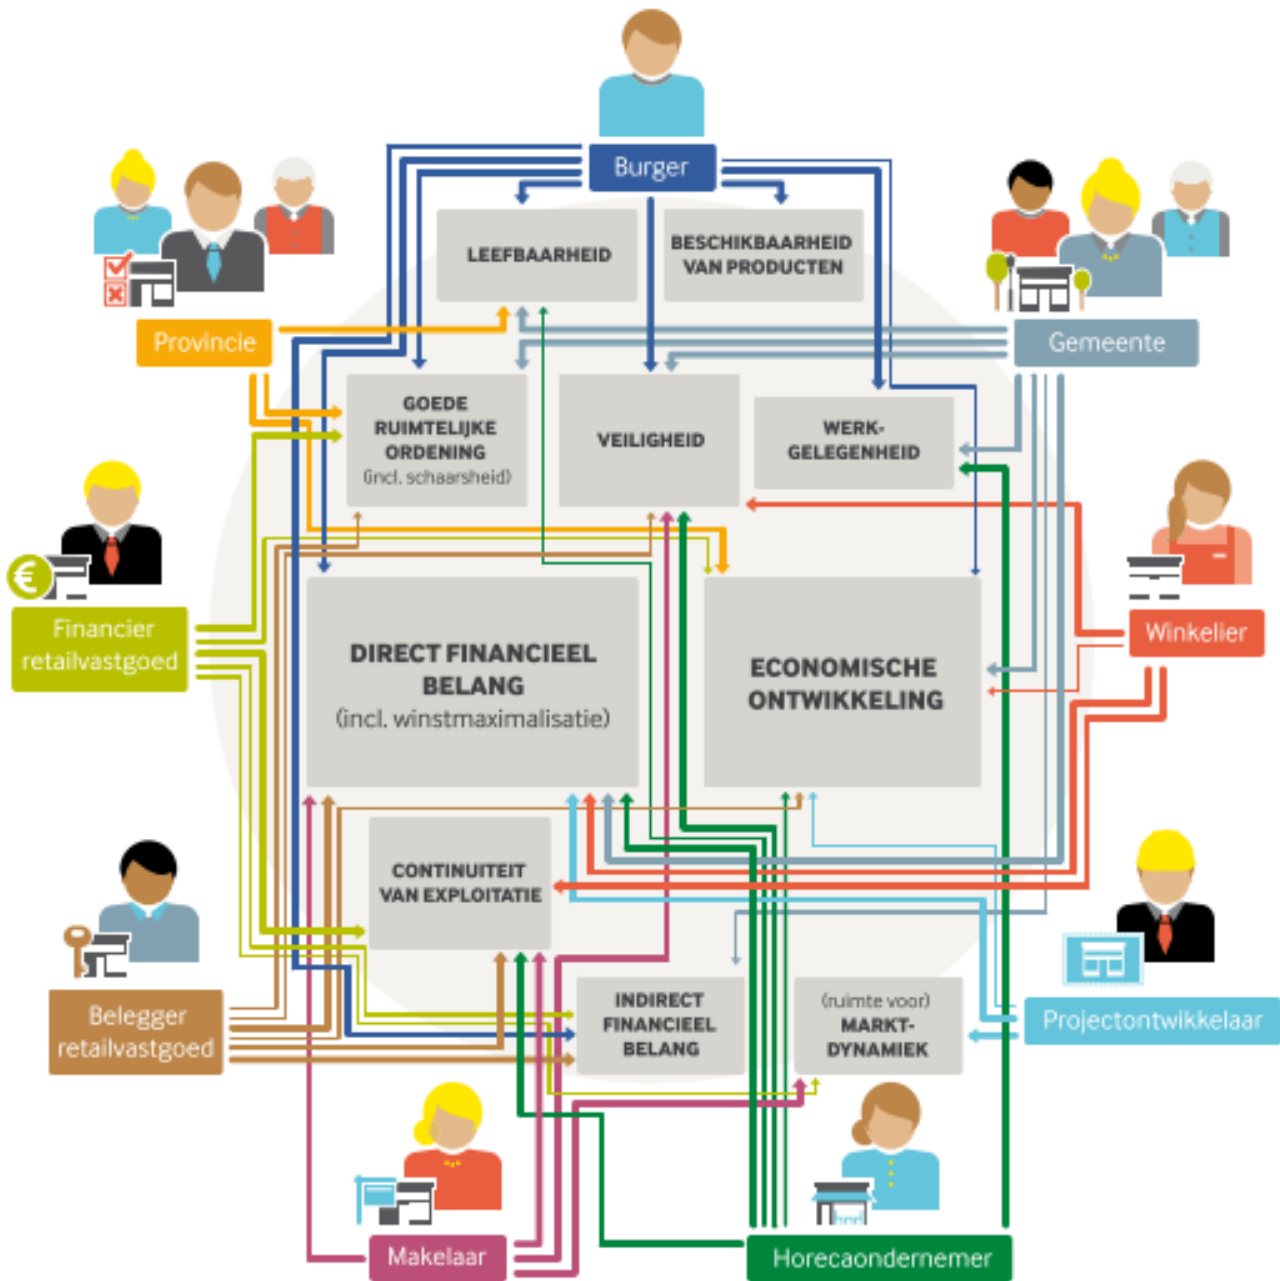 Burger
LEEFBAARHEID
BESCHIKBAARHEID
VAN PRODUCTEN
Provincie
Gemeente
GOEDE
RUIMTELIJKE
ORDENING
(incl. schaarsheid)
VEILIGHEID
WERK-
GELEGENHEID
€
Financier
retailvastgoed
Winkelier
DIRECT FINANCIEEL
BELANG
(incl. winstmaximalisatie)
ECONOMISCHE
ONTWIKKELING
CONTINUITEIT
VAN EXPLOITATIE
Belegger
retailvastgoed
INDIRECT
FINANCIEEL
BELANG
(ruimte voor)
MARKT-
DYNAMIEK
Projectontwikkelaar
Makelaar
Horecaondernemer